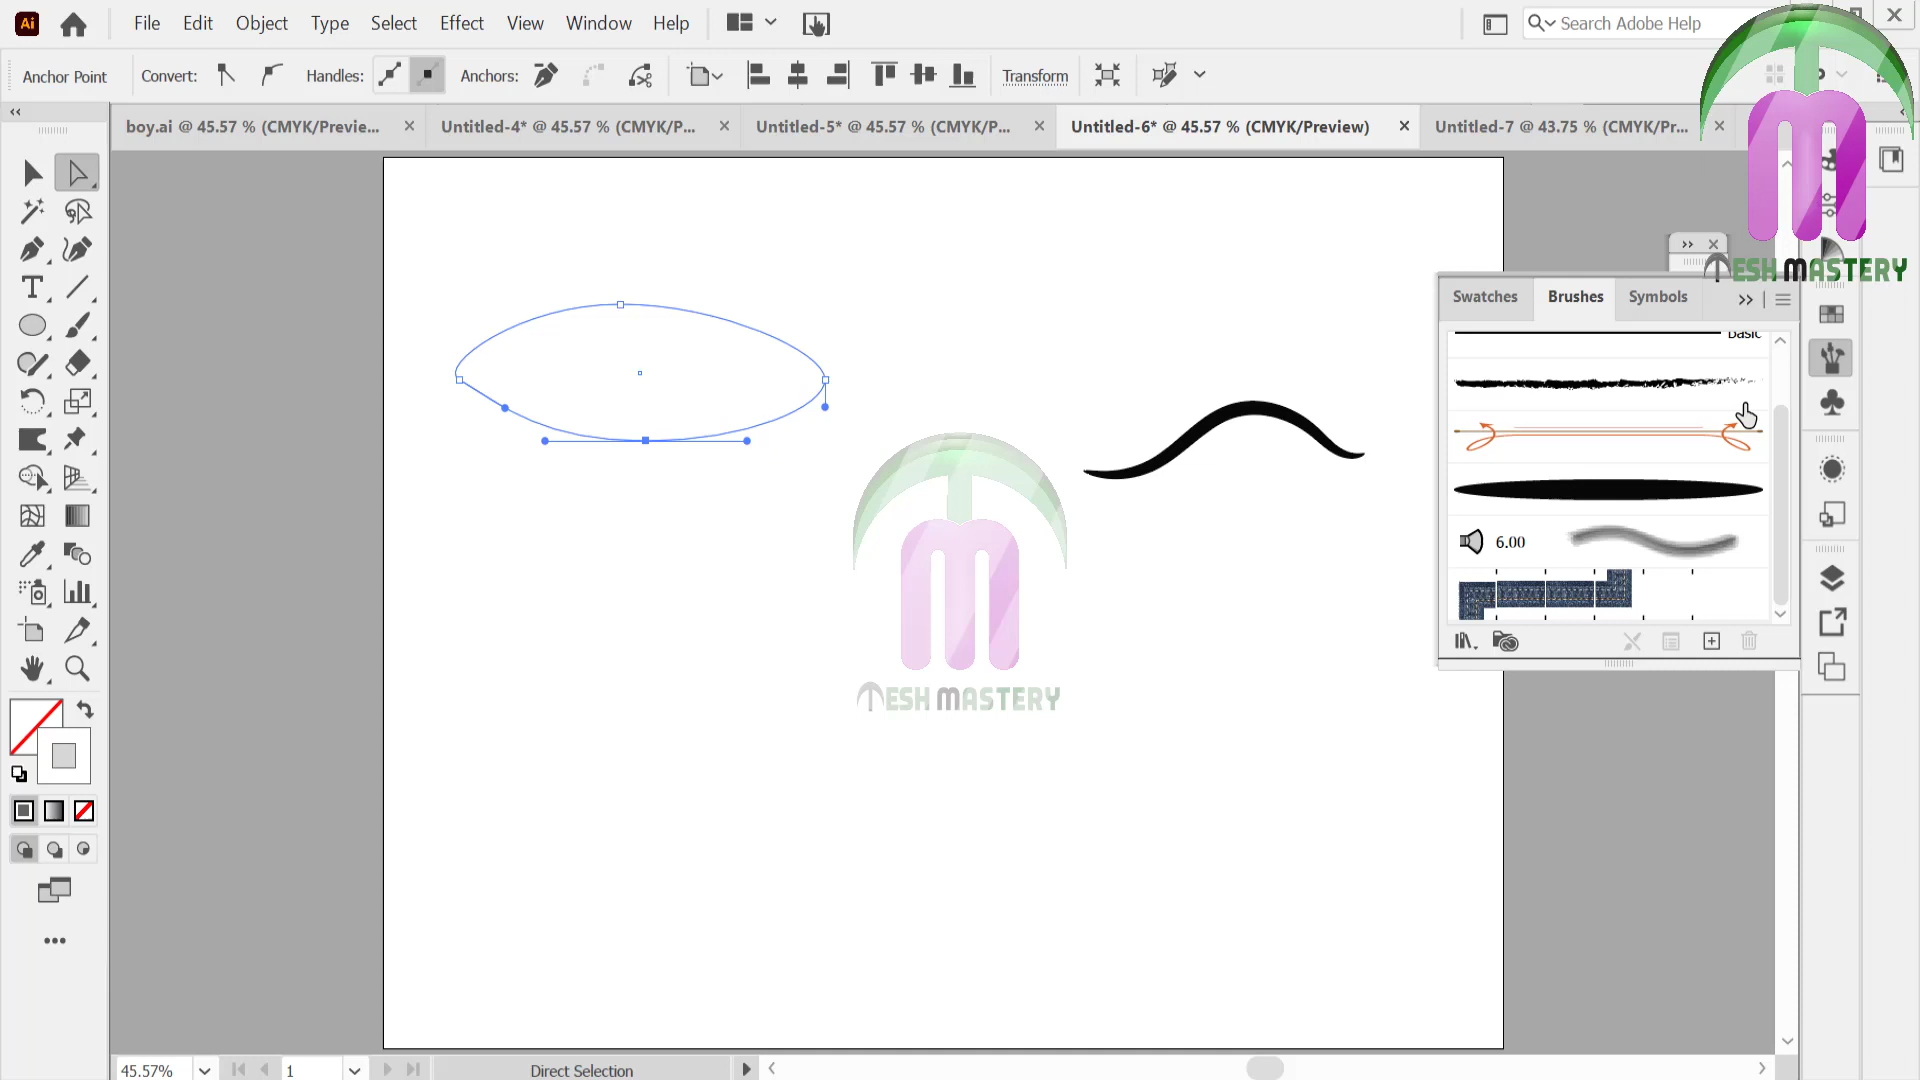 Ai File Edit Object Type Select Effect View Window Help Search Adobe Help
Anchor Point Convert: Handles: Anchors: Transform
boy.ai @ 45.57 % (CMYK/Previe... Untitled-4* @ 45.57 % (CMYK/P... Untitled-5* @ 45.57 % (CMYK/P... Untitled-6* @ 45.57 % (CMYK/Preview) Untitled-7 @ 43.75 % (CMYK/Pr...
TESH MASTERY
Swatches Brushes Symbols
Basic
6.00
TESH MASTERY
45.57% 1 Direct Selection